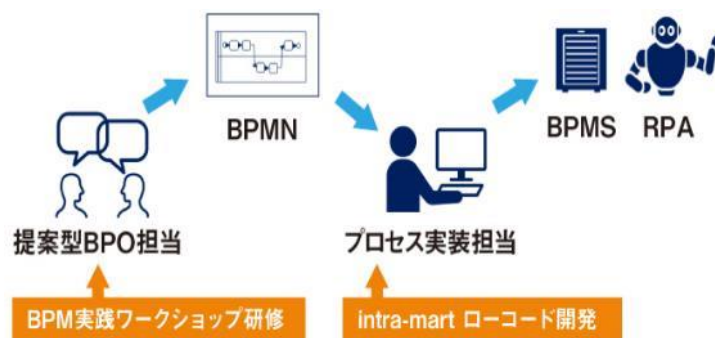 BPMN
BPMS
RPA
提案型BPO担当
プロセス実装担当
BPM実践ワークショップ研修
intra-mart ローコード開発